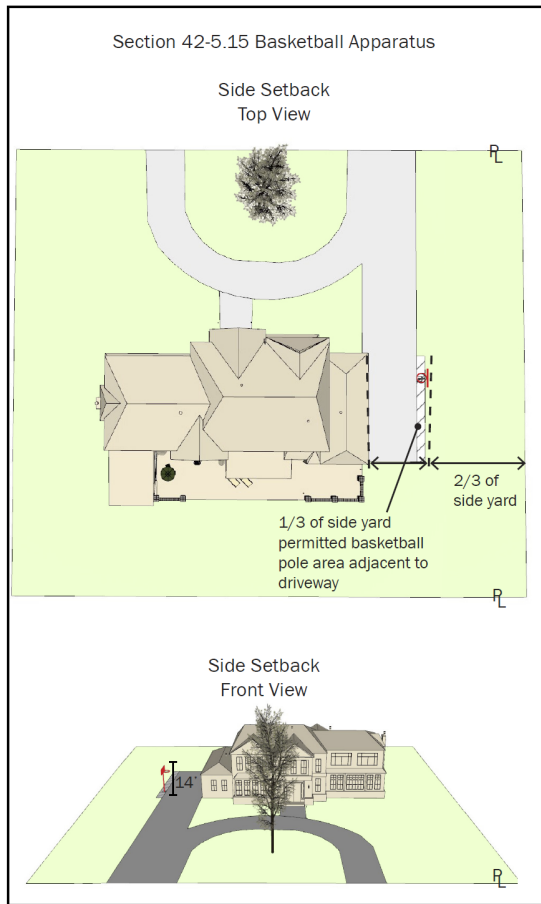 Section 42-5.15 Basketball Apparatus
Side Setback
Top View
PL
2/3 of
side yard
1/3 of side yard
permitted basketball
pole area adjacent to
driveway
PL
Side Setback
Front View
14'
PL